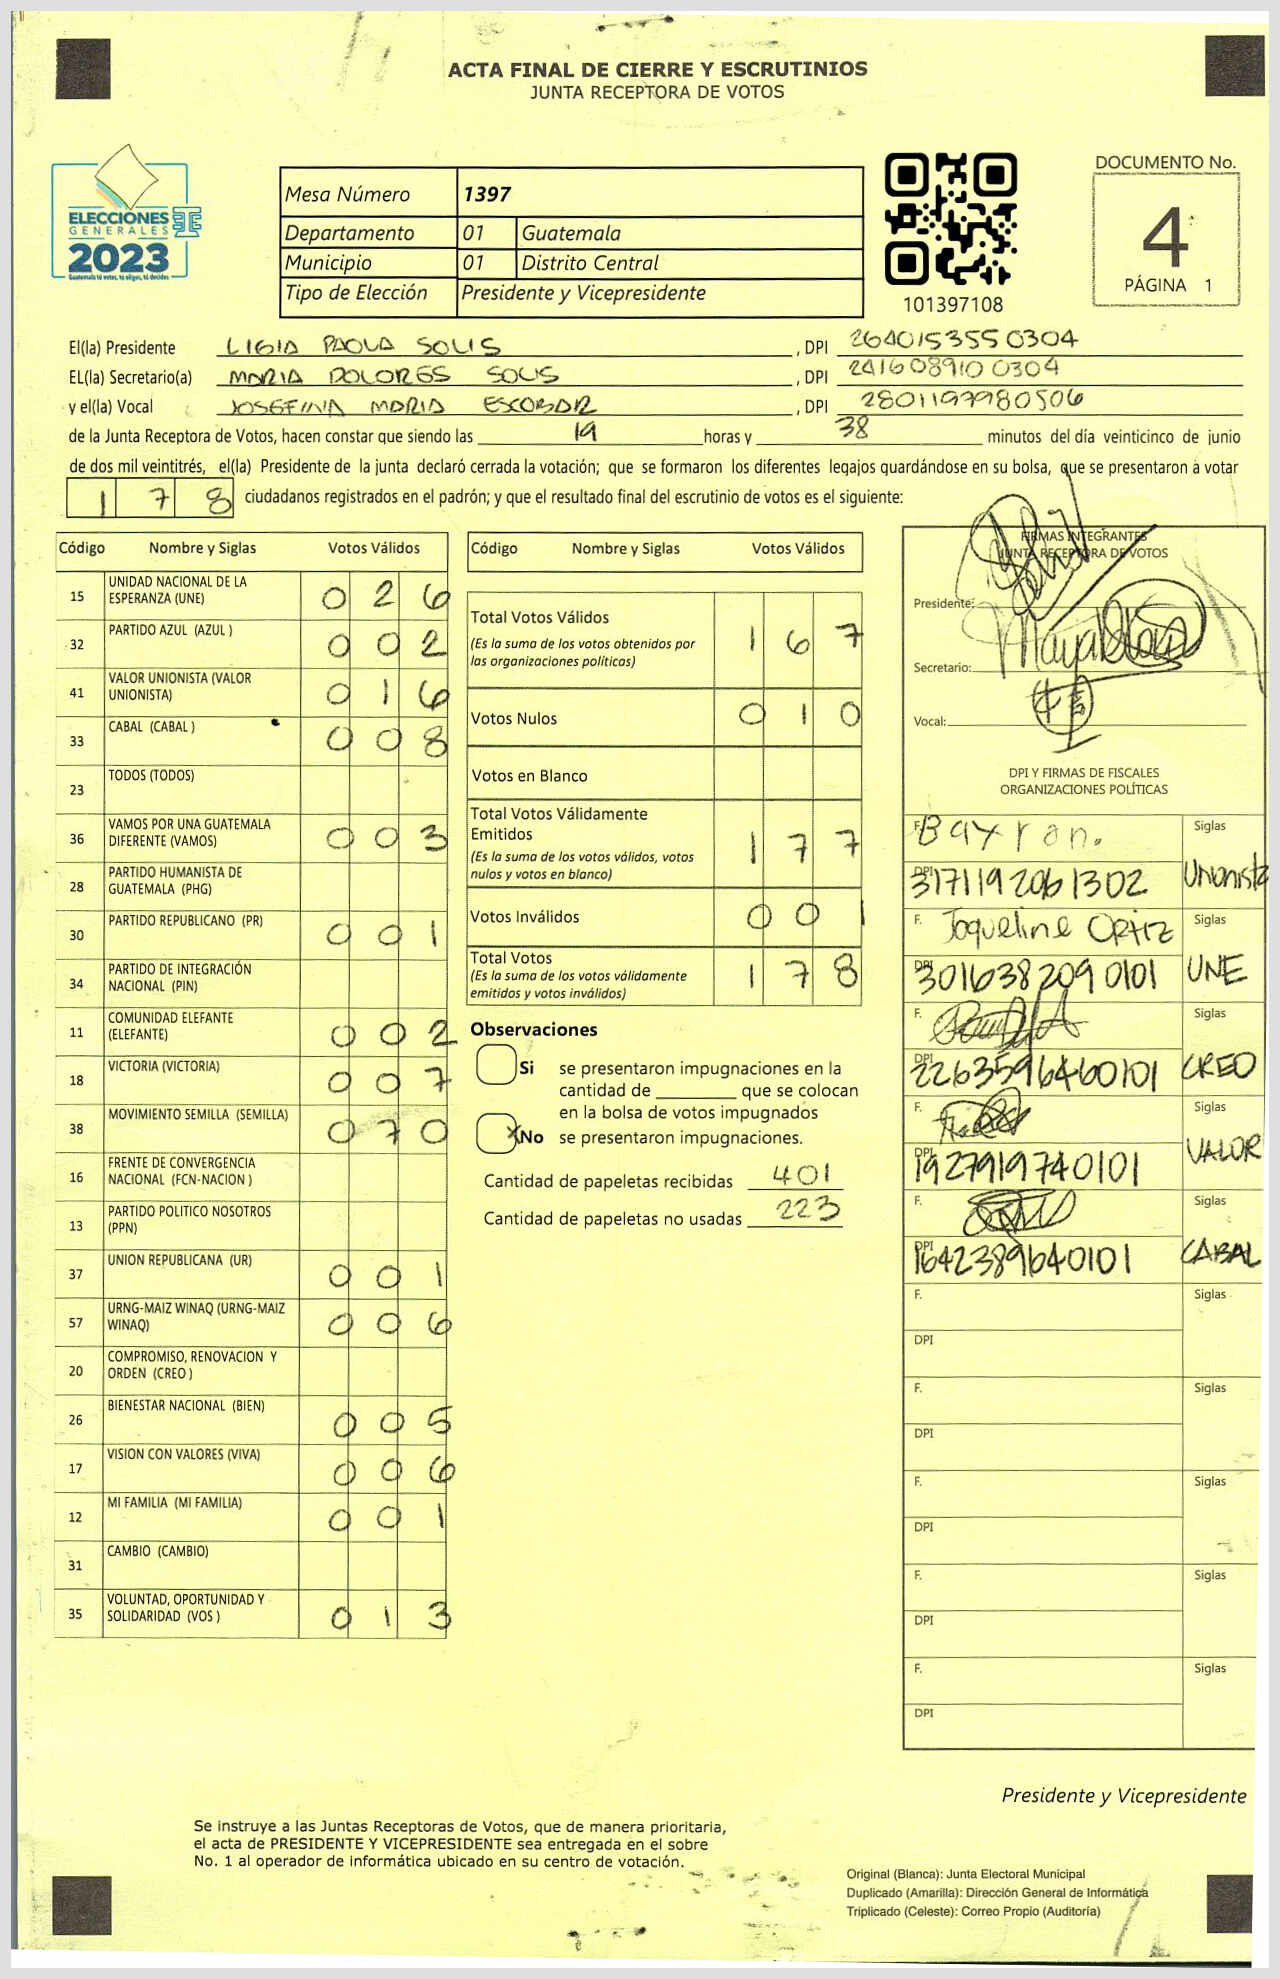 ACTA FINAL DE CIERRE Y ESCRUTINIOS
JUNTA RECEPTORA DE VOTOS
ELECCIONES
GENERALES
2023
Guatemala tú votas, tú eliges, tú decides
Mesa Número 1397
Departamento 01 Guatemala
Municipio 01 Distrito Central
Tipo de Elección Presidente y Vicepresidente
101397108
DOCUMENTO No.
4
PÁGINA 1
El(la) Presidente LIGIA PAOLA SOLIS , DPI 264015355 0304
EL(la) Secretario(a) MARIA DOLORES SOLIS , DPI 241608910 0304
y el(la) Vocal JOSEFINA MARIA ESCOBAR , DPI 2801197980506
de la Junta Receptora de Votos, hacen constar que siendo las 19 horas y 38 minutos del día veinticinco de junio
de dos mil veintitrés, el(la) Presidente de la junta declaró cerrada la votación; que se formaron los diferentes legajos guardándose en su bolsa, que se presentaron a votar
1 7 8 ciudadanos registrados en el padrón; y que el resultado final del escrutinio de votos es el siguiente:
Código Nombre y Siglas Votos Válidos
15 UNIDAD NACIONAL DE LA ESPERANZA (UNE) 0 2 6
32 PARTIDO AZUL (AZUL ) 0 0 2
41 VALOR UNIONISTA (VALOR UNIONISTA) 0 1 6
33 CABAL (CABAL ) 0 0 8
23 TODOS (TODOS)
36 VAMOS POR UNA GUATEMALA DIFERENTE (VAMOS) 0 0 3
28 PARTIDO HUMANISTA DE GUATEMALA (PHG)
30 PARTIDO REPUBLICANO (PR) 0 0 1
34 PARTIDO DE INTEGRACIÓN NACIONAL (PIN)
11 COMUNIDAD ELEFANTE (ELEFANTE) 0 0 2
18 VICTORIA (VICTORIA) 0 0 7
38 MOVIMIENTO SEMILLA (SEMILLA) 0 7 0
16 FRENTE DE CONVERGENCIA NACIONAL (FCN-NACION )
13 PARTIDO POLITICO NOSOTROS (PPN)
37 UNION REPUBLICANA (UR) 0 0 1
57 URNG-MAIZ WINAQ (URNG-MAIZ WINAQ) 0 0 6
20 COMPROMISO, RENOVACION Y ORDEN (CREO )
26 BIENESTAR NACIONAL (BIEN) 0 0 5
17 VISION CON VALORES (VIVA) 0 0 6
12 MI FAMILIA (MI FAMILIA) 0 0 1
31 CAMBIO (CAMBIO)
35 VOLUNTAD, OPORTUNIDAD Y SOLIDARIDAD (VOS ) 0 1 3
Código Nombre y Siglas Votos Válidos
Total Votos Válidos 1 6 7
(Es la suma de los votos obtenidos por
las organizaciones políticas)
Votos Nulos 0 1 0
Votos en Blanco
Total Votos Válidamente
Emitidos 1 7 7
(Es la suma de los votos válidos, votos
nulos y votos en blanco)
Votos Inválidos 0 0 1
Total Votos 1 7 8
(Es la suma de los votos válidamente
emitidos y votos inválidos)
Observaciones
Si se presentaron impugnaciones en la
cantidad de ________ que se colocan
en la bolsa de votos impugnados
X No se presentaron impugnaciones.
Cantidad de papeletas recibidas 401
Cantidad de papeletas no usadas 223
FIRMAS INTEGRANTES
JUNTA RECEPTORA DE VOTOS
Presidente:
Secretario:
Vocal:
DPI Y FIRMAS DE FISCALES
ORGANIZACIONES POLÍTICAS
F. Bayron. Siglas
DPI 3171192061302 Unionista
F. Jaqueline Ortiz Siglas
DPI 3016382090101 UNE
F. Siglas
DPI 2263596460101 CREO
F. Siglas
DPI 1927919740101 VALOR
F. Siglas
DPI 1642389640101 CABAL
F. Siglas
DPI
F. Siglas
DPI
F. Siglas
DPI
F. Siglas
DPI
F. Siglas
DPI
Presidente y Vicepresidente
Se instruye a las Juntas Receptoras de Votos, que de manera prioritaria,
el acta de PRESIDENTE Y VICEPRESIDENTE sea entregada en el sobre
No. 1 al operador de informática ubicado en su centro de votación.
Original (Blanca): Junta Electoral Municipal
Duplicado (Amarilla): Dirección General de Informática
Triplicado (Celeste): Correo Propio (Auditoría)